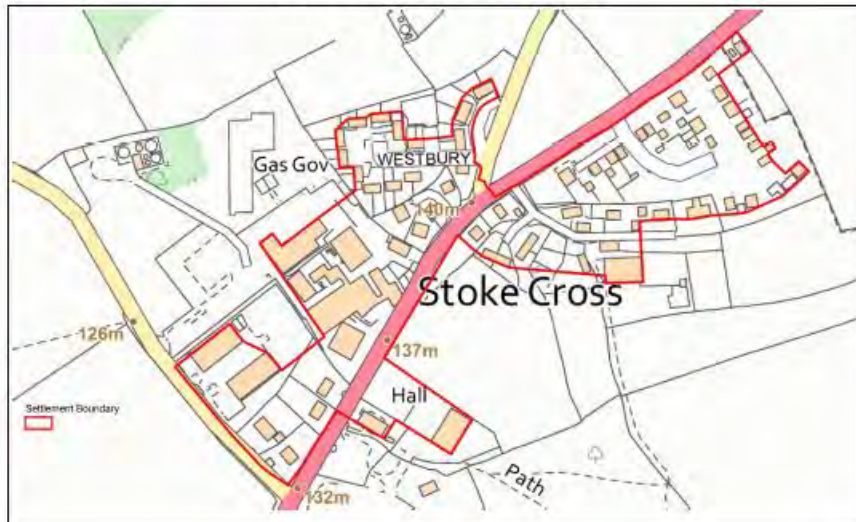 WESTBURY
Gas Gov
140m
Stoke Cross
126m
137m
Hall
Settlement Boundary
Path
132m